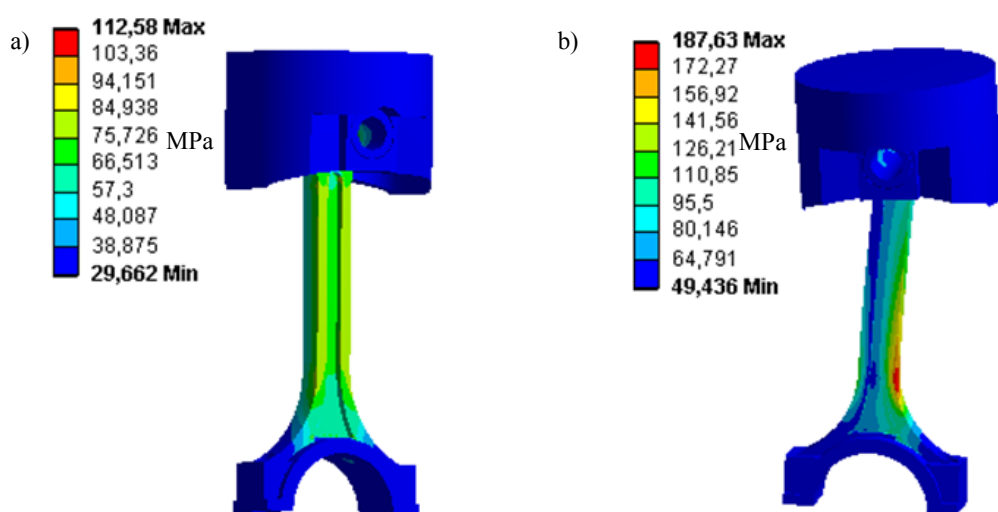 a)
112,58 Max
103,36
94,151
84,938
75,726
66,513
57,3
48,087
38,875
29,662 Min
MPa
b)
187,63 Max
172,27
156,92
141,56
126,21
110,85
95,5
80,146
64,791
49,436 Min
MPa